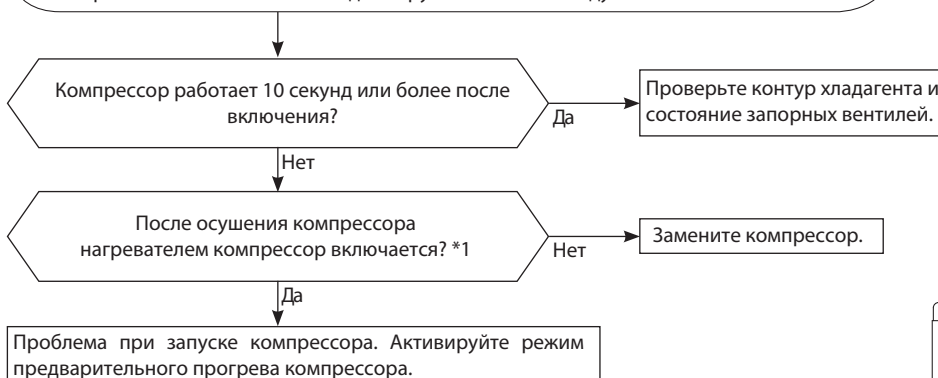 Компрессор работает 10 секунд или более после
включения?
Да
Проверьте контур хладагента и
состояние запорных вентилей.
Нет
После осушения компрессора
нагревателем компрессор включается? *1
Нет
Замените компрессор.
Да
Проблема при запуске компрессора. Активируйте режим
предварительного прогрева компрессора.